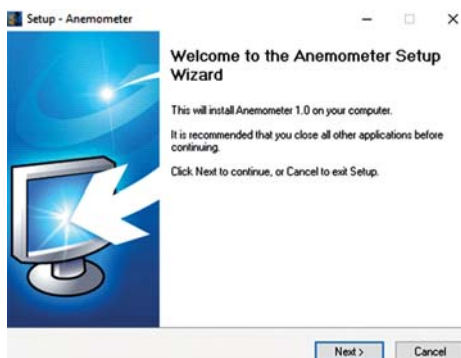 Setup - Anemometer
Welcome to the Anemometer Setup
Wizard
This will install Anemometer 1.0 on your computer.
It is recommended that you close all other applications before
continuing.
Click Next to continue, or Cancel to exit Setup.
Next >
Cancel